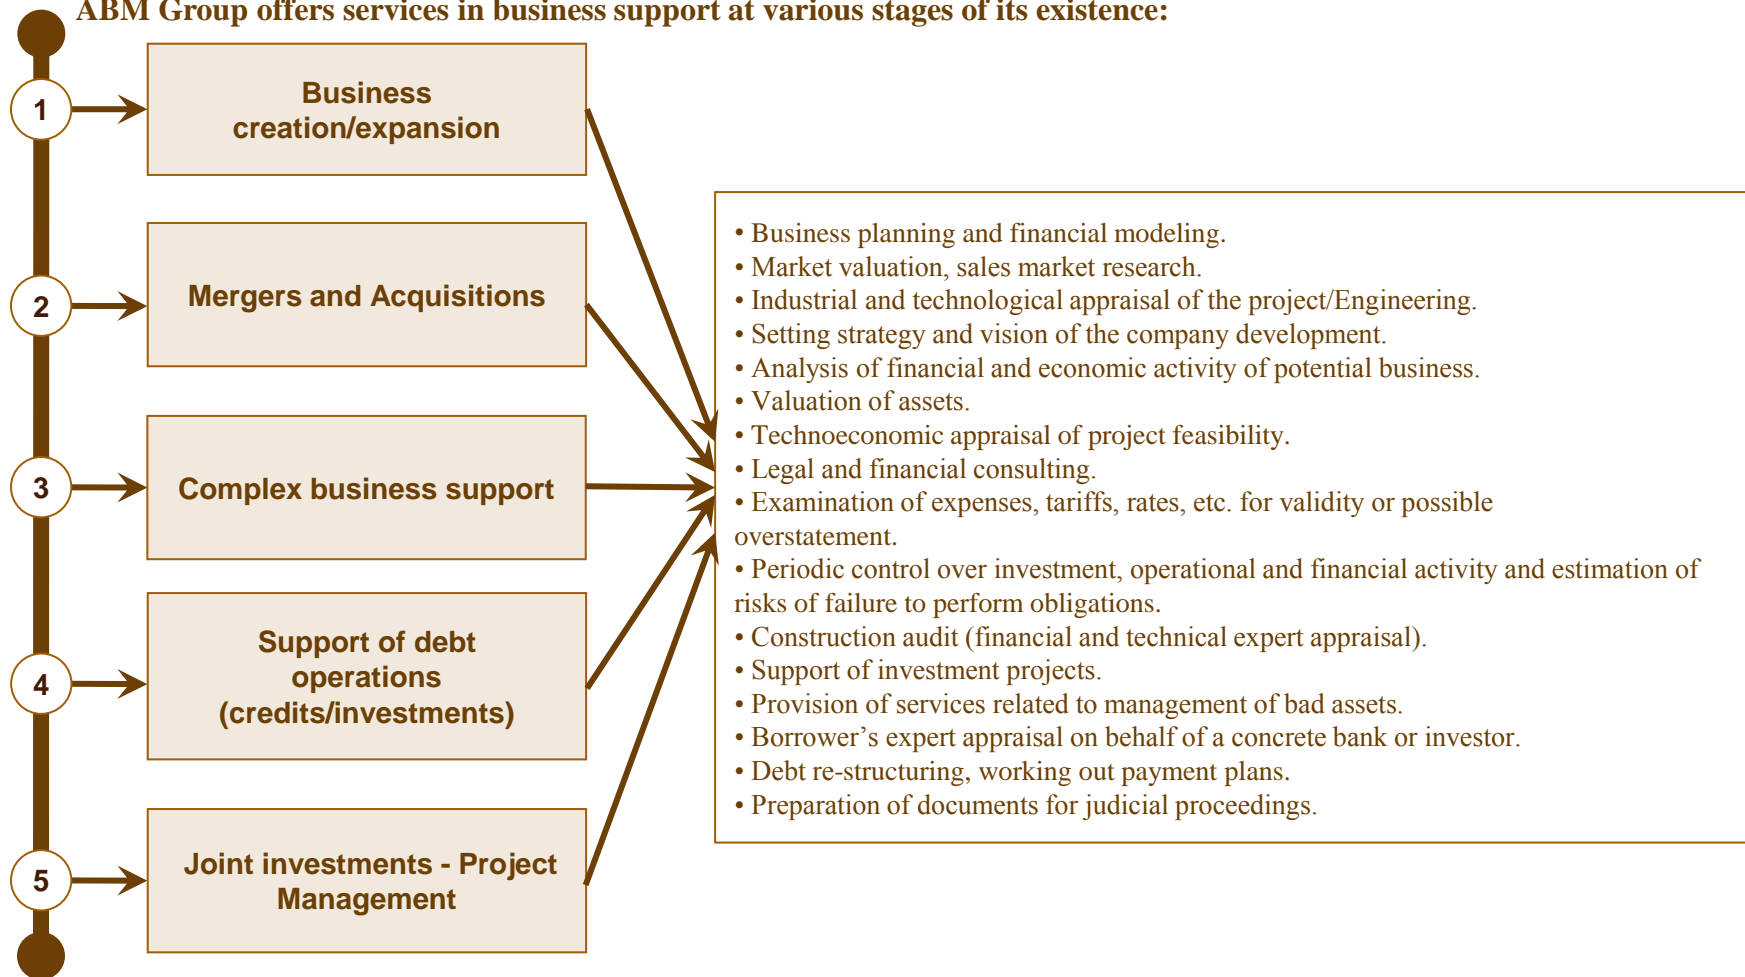 ABM Group offers services in business support at various stages of its existence:
1
Business
creation/expansion
2
Mergers and Acquisitions
3
Complex business support
4
Support of debt
operations
(credits/investments)
5
Joint investments - Project
Management
• Business planning and financial modeling.
• Market valuation, sales market research.
• Industrial and technological appraisal of the project/Engineering.
• Setting strategy and vision of the company development.
• Analysis of financial and economic activity of potential business.
• Valuation of assets.
• Technoeconomic appraisal of project feasibility.
• Legal and financial consulting.
• Examination of expenses, tariffs, rates, etc. for validity or possible
overstatement.
• Periodic control over investment, operational and financial activity and estimation of
risks of failure to perform obligations.
• Construction audit (financial and technical expert appraisal).
• Support of investment projects.
• Provision of services related to management of bad assets.
• Borrower’s expert appraisal on behalf of a concrete bank or investor.
• Debt re-structuring, working out payment plans.
• Preparation of documents for judicial proceedings.